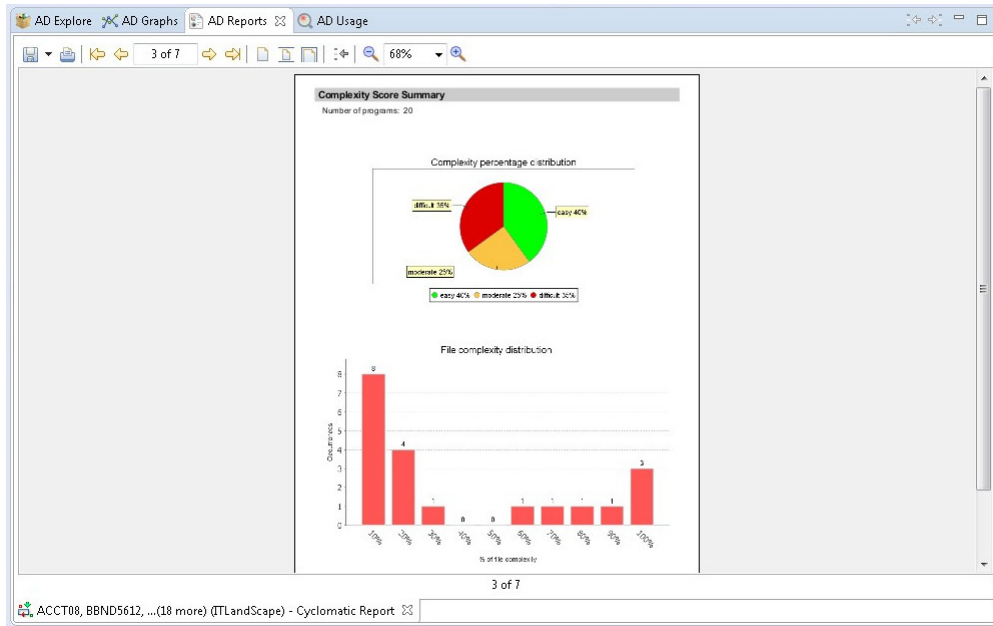 AD Explore AD Graphs AD Reports AD Usage
3 of 7 68%
Complexity Score Summary
Number of programs: 20
Complexity percentage distribution
difficult 35%
easy 40%
moderate 25%
easy 40% moderate 25% difficult 35%
File complexity distribution
8
8
7
6
5
4
4
3
3
2
1
1 1 1 1 1
0 0
0
Occurrences
10% 20% 30% 40% 50% 60% 70% 80% 90% 100%
% of file complexity
3 of 7
ACCT08, BBND5612, ...(18 more) (ITLandScape) - Cyclomatic Report